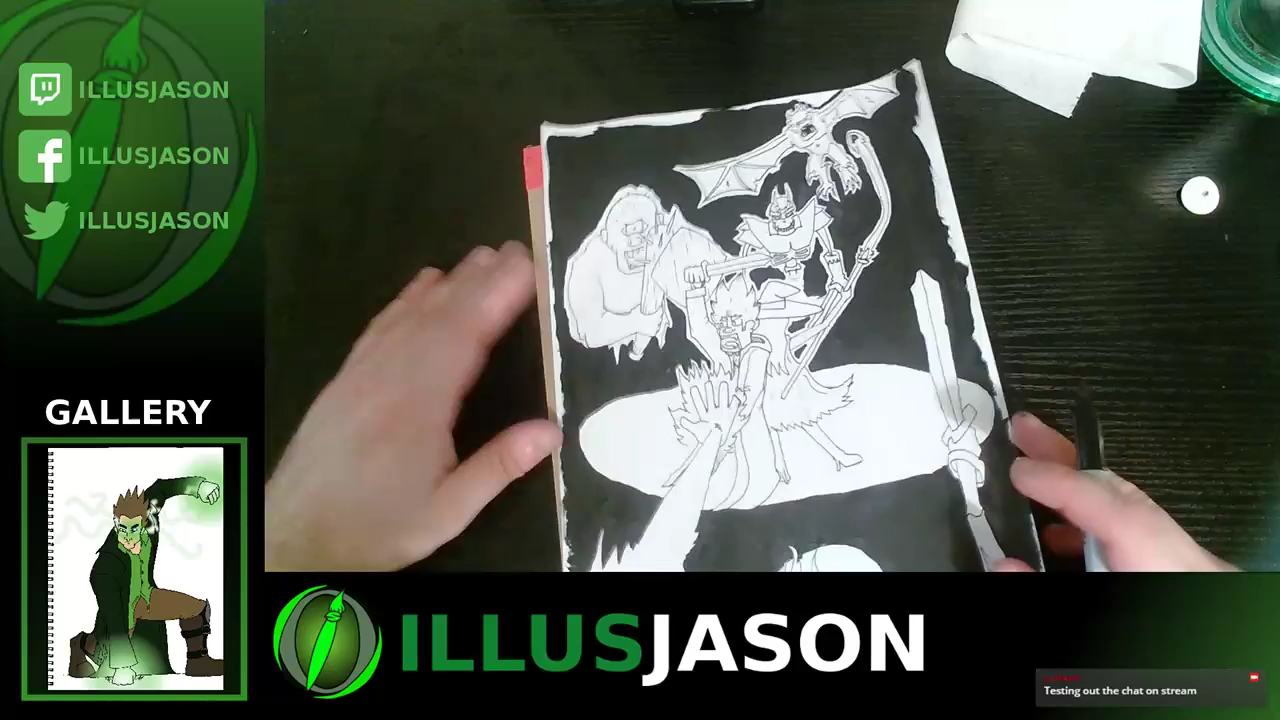 ILLUSJASON
ILLUSJASON
ILLUSJASON
GALLERY
ILLUSJASON
Testing out the chat on stream